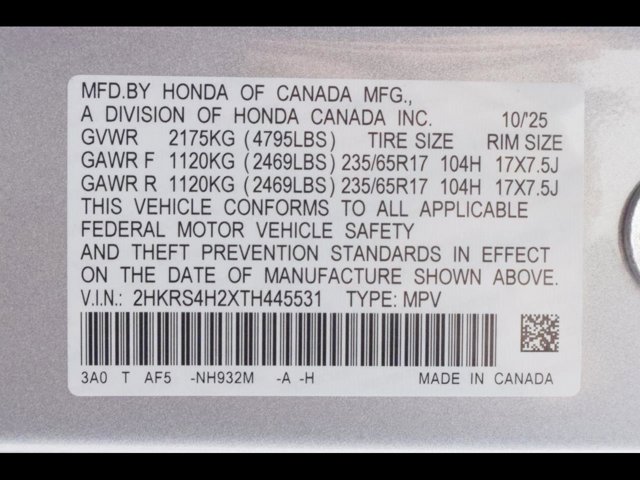 MFD.BY HONDA OF CANADA MFG.,
A DIVISION OF HONDA CANADA INC. 10/'25
GVWR 2175KG (4795LBS) TIRE SIZE RIM SIZE
GAWR F 1120KG (2469LBS) 235/65R17 104H 17X7.5J
GAWR R 1120KG (2469LBS) 235/65R17 104H 17X7.5J
THIS VEHICLE CONFORMS TO ALL APPLICABLE
FEDERAL MOTOR VEHICLE SAFETY
AND THEFT PREVENTION STANDARDS IN EFFECT
ON THE DATE OF MANUFACTURE SHOWN ABOVE.
V.I.N.: 2HKRS4H2XTH445531 TYPE: MPV
3A0 T AF5 -NH932M -A -H MADE IN CANADA